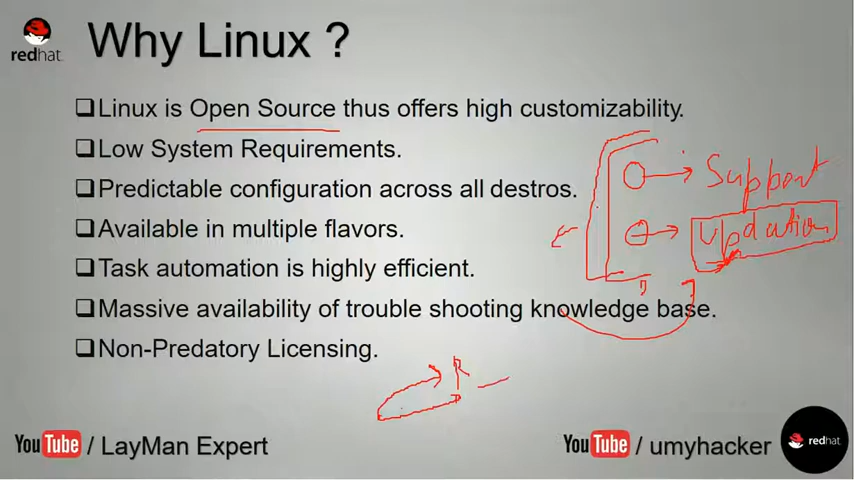 redhat.
Why Linux ?
Linux is Open Source thus offers high customizability.
Low System Requirements.
Predictable configuration across all destros.
Available in multiple flavors.
Task automation is highly efficient.
Massive availability of trouble shooting knowledge base.
Non-Predatory Licensing.
Support
Updation
R
YouTube / LayMan Expert
YouTube / umyhacker
redhat